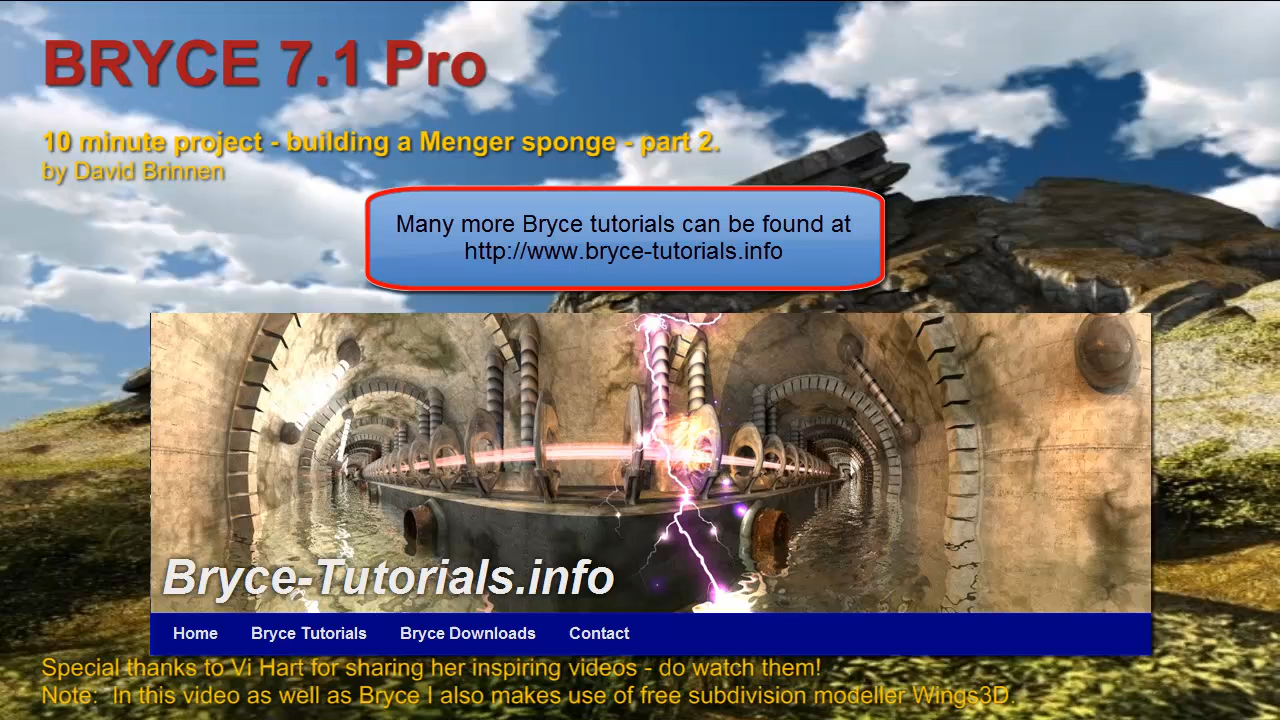 BRYCE 7.1 Pro
10 minute project - building a Menger sponge - part 2.
by David Brinnen
Many more Bryce tutorials can be found at
http://www.bryce-tutorials.info
Bryce-Tutorials.info
Home Bryce Tutorials Bryce Downloads Contact
Special thanks to Vi Hart for sharing her inspiring videos - do watch them!
Note:  In this video as well as Bryce I also makes use of free subdivision modeller Wings3D.